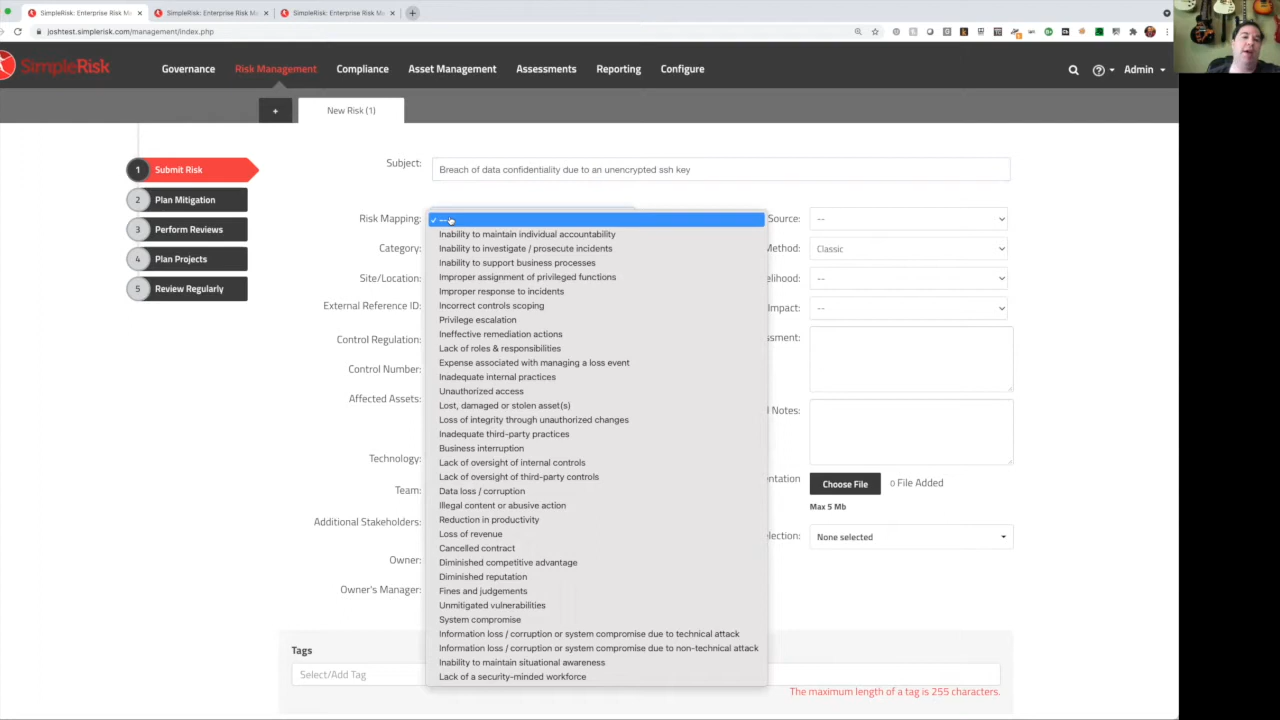 SimpleRisk: Enterprise Risk Ma
SimpleRisk: Enterprise Risk Ma
SimpleRisk: Enterprise Risk Ma
joshtest.simplerisk.com/management/index.php
SimpleRisk
Governance
Risk Management
Compliance
Asset Management
Assessments
Reporting
Configure
Admin
+
New Risk (1)
1 Submit Risk
2 Plan Mitigation
3 Perform Reviews
4 Plan Projects
5 Review Regularly
Subject:
Breach of data confidentiality due to an unencrypted ssh key
Risk Mapping:
Category:
Site/Location:
External Reference ID:
Control Regulation:
Control Number:
Affected Assets:
Technology:
Team:
Additional Stakeholders:
Owner:
Owner's Manager:
✓ --
Inability to maintain individual accountability
Inability to investigate / prosecute incidents
Inability to support business processes
Improper assignment of privileged functions
Improper response to incidents
Incorrect controls scoping
Privilege escalation
Ineffective remediation actions
Lack of roles & responsibilities
Expense associated with managing a loss event
Inadequate internal practices
Unauthorized access
Lost, damaged or stolen asset(s)
Loss of integrity through unauthorized changes
Inadequate third-party practices
Business interruption
Lack of oversight of internal controls
Lack of oversight of third-party controls
Data loss / corruption
Illegal content or abusive action
Reduction in productivity
Loss of revenue
Cancelled contract
Diminished competitive advantage
Diminished reputation
Fines and judgements
Unmitigated vulnerabilities
System compromise
Information loss / corruption or system compromise due to technical attack
Information loss / corruption or system compromise due to non-technical attack
Inability to maintain situational awareness
Lack of a security-minded workforce
Source:
--
Method:
Classic
elihood:
--
Impact:
--
ssment:
l Notes:
entation
Choose File
0 File Added
Max 5 Mb
lection:
None selected
Tags
Select/Add Tag
The maximum length of a tag is 255 characters.